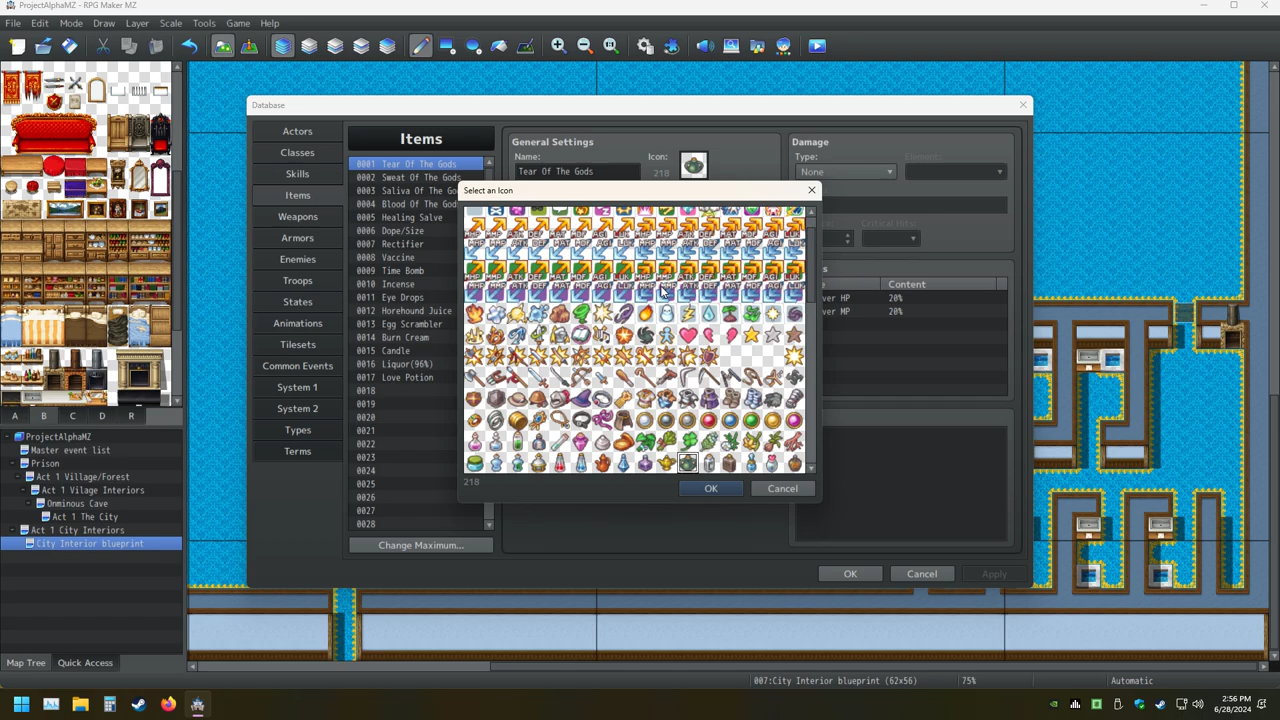 ProjectAlphaMZ - RPG Maker MZ
File Edit Mode Draw Layer Scale Tools Game Help
Database
Actors
Classes
Skills
Items
Weapons
Armors
Enemies
Troops
States
Animations
Tilesets
Common Events
System 1
System 2
Types
Terms
Items
0001 Tear Of The Gods
0002 Sweat Of The Gods
0003 Saliva Of The Go
0004 Blood Of The God
0005 Healing Salve
0006 Dope/Size
0007 Rectifier
0008 Vaccine
0009 Time Bomb
0010 Incense
0011 Eye Drops
0012 Horehound Juice
0013 Egg Scrambler
0014 Burn Cream
0015 Candle
0016 Liquor(96%)
0017 Love Potion
0018
0019
0020
0021
0022
0023
0024
0025
0026
0027
0028
Change Maximum...
General Settings
Name: Icon:
Tear Of The Gods 218
Damage
Type: Element:
None
Critical Hits:
Content
ver HP 20%
ver MP 20%
Select an Icon
218
OK Cancel
OK Cancel Apply
A B C D R
ProjectAlphaMZ
Master event list
Prison
Act 1 Village/Forest
Act 1 Vilage Interiors
Onminous Cave
Act 1 The City
Act 1 City Interiors
City Interior blueprint
Map Tree Quick Access
007:City Interior blueprint (62x56) 75% Automatic
2:56 PM
6/28/2024